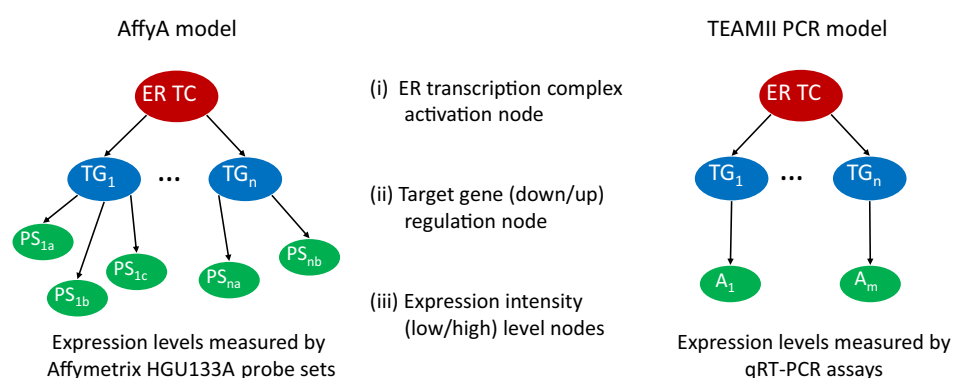 AffyA model
ER TC
TG1
...
TGn
PS1a
PS1b
PS1c
PSna
PSnb
Expression levels measured by
Affymetrix HGU133A probe sets
(i) ER transcription complex
activation node
(ii) Target gene (down/up)
regulation node
(iii) Expression intensity
(low/high) level nodes
TEAMII PCR model
ER TC
TG1
...
TGn
A1
Am
Expression levels measured by
qRT-PCR assays